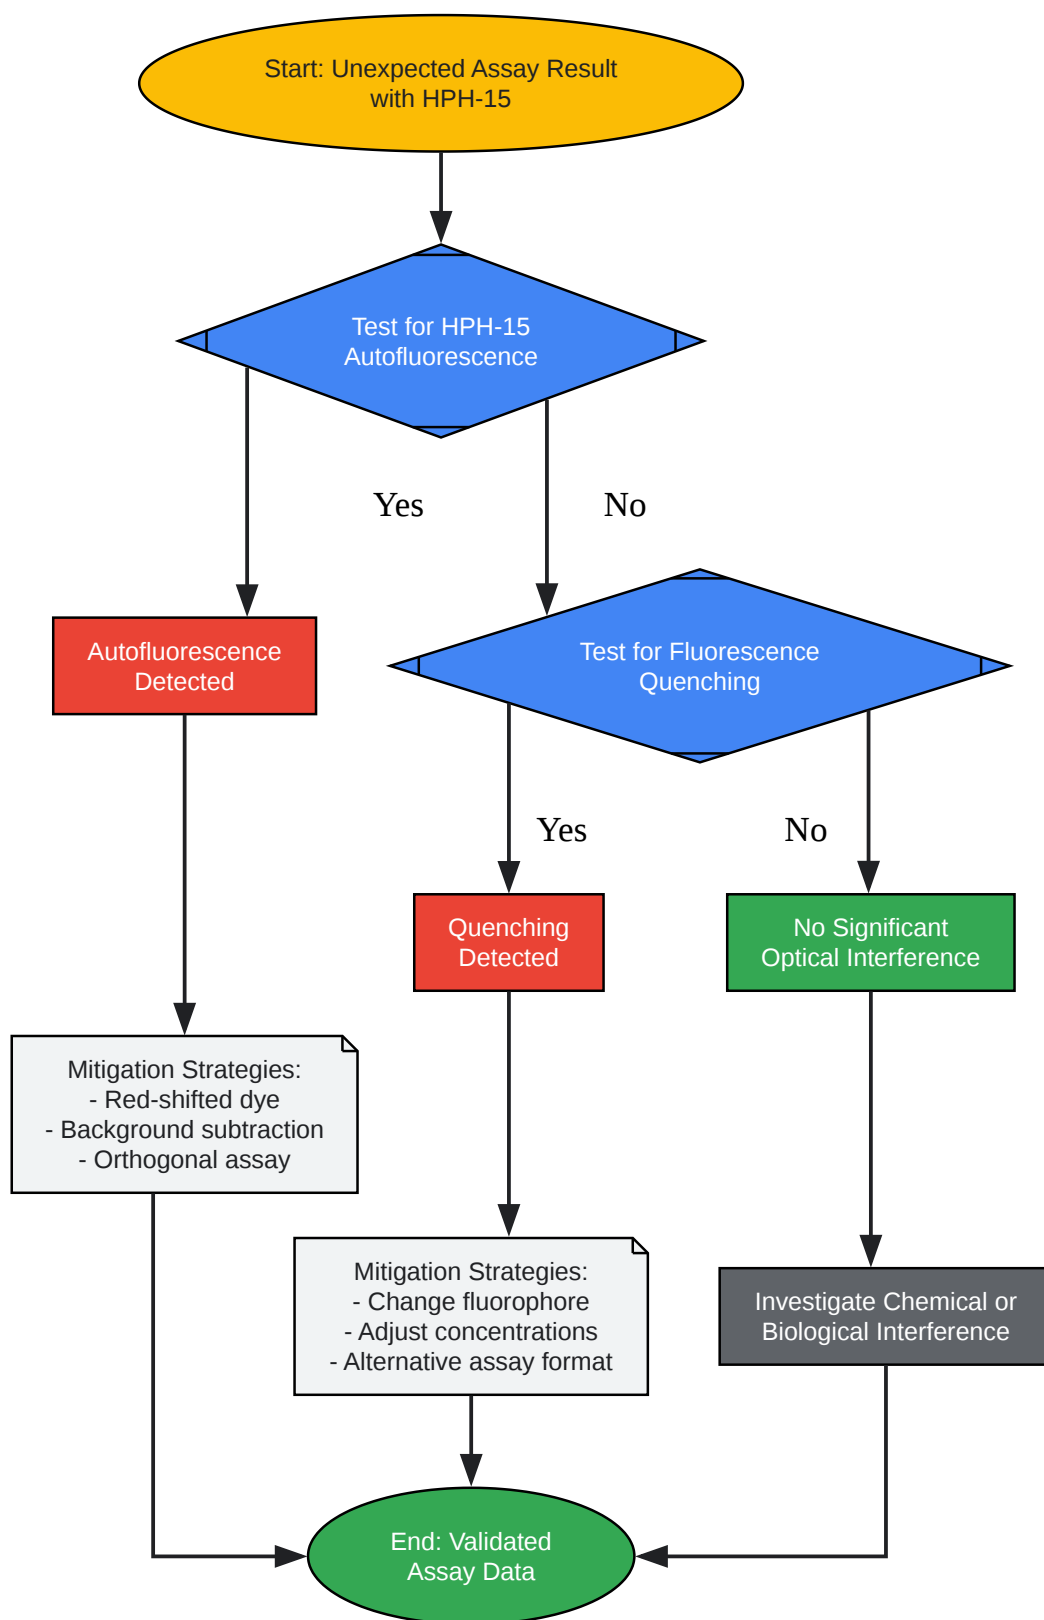 Start: Unexpected Assay Result
with HPH-15
Test for HPH-15
Autofluorescence
Yes
No
Autofluorescence
Detected
Test for Fluorescence
Quenching
Yes
No
Quenching
Detected
No Significant
Optical Interference
Mitigation Strategies:
- Red-shifted dye
- Background subtraction
- Orthogonal assay
Mitigation Strategies:
- Change fluorophore
- Adjust concentrations
- Alternative assay format
Investigate Chemical or
Biological Interference
End: Validated
Assay Data